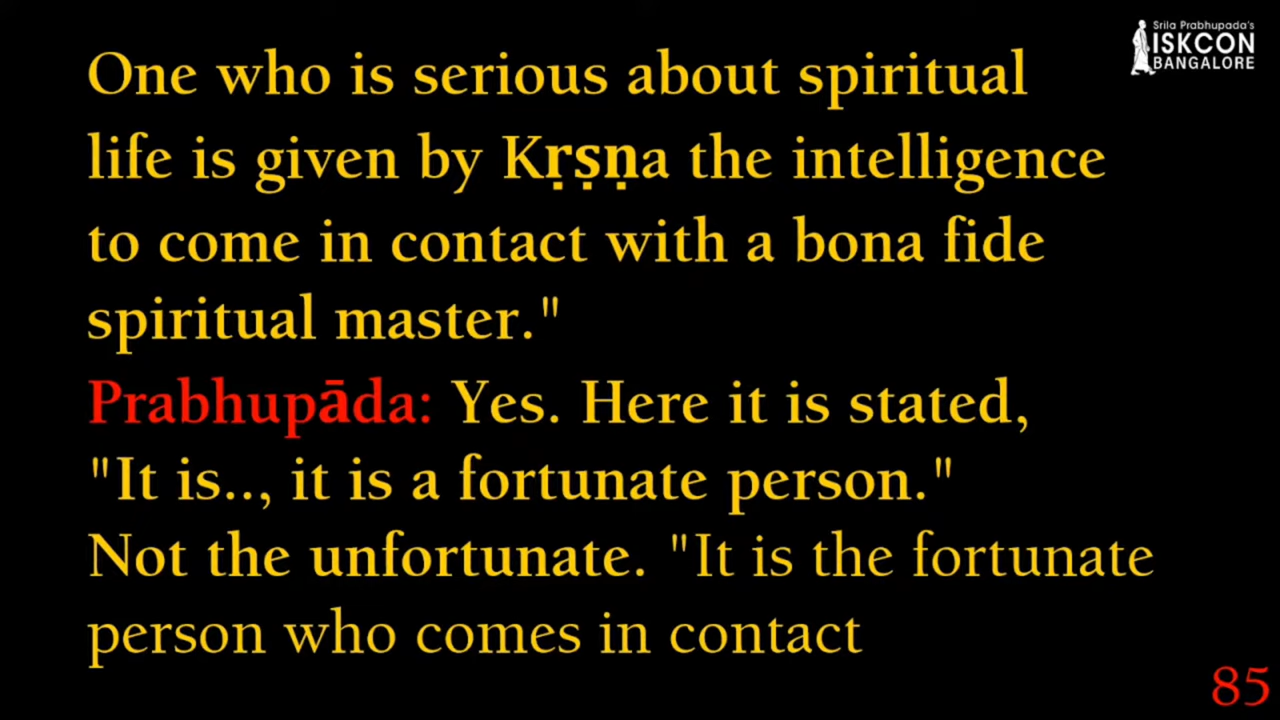 Srila Prabhupada's
ISKCON
BANGALORE
One who is serious about spiritual
life is given by Kṛṣṇa the intelligence
to come in contact with a bona fide
spiritual master."
Prabhupāda: Yes. Here it is stated,
"It is.., it is a fortunate person."
Not the unfortunate. "It is the fortunate
person who comes in contact
85